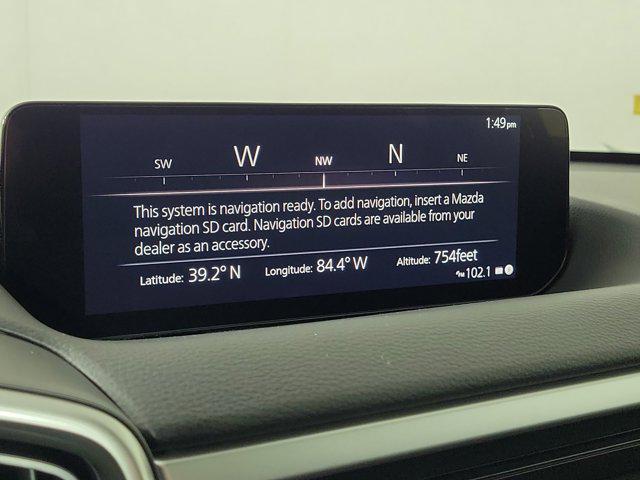 1:49pm
SW W NW N NE
This system is navigation ready. To add navigation, insert a Mazda
navigation SD card. Navigation SD cards are available from your
dealer as an accessory.
Latitude: 39.2° N Longitude: 84.4° W Altitude: 754feet
102.1